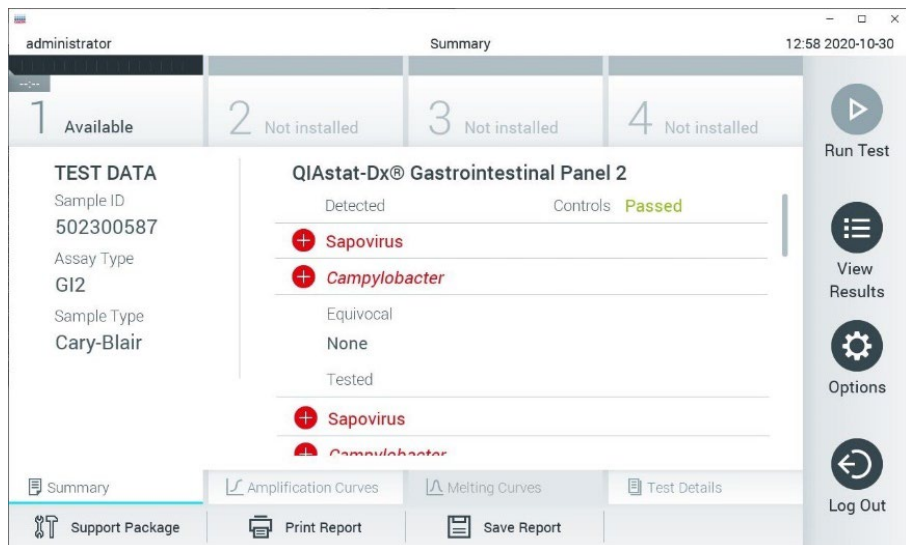 administrator Summary 12:58 2020-10-30
--:--
1 Available 2 Not installed 3 Not installed 4 Not installed
Run Test
TEST DATA
Sample ID
502300587
Assay Type
GI2
Sample Type
Cary-Blair
QIAstat-Dx® Gastrointestinal Panel 2
Detected Controls Passed
Sapovirus
Campylobacter
Equivocal
None
Tested
Sapovirus
Campylobacter
View
Results
Options
Log Out
Summary Amplification Curves Melting Curves Test Details
Support Package Print Report Save Report